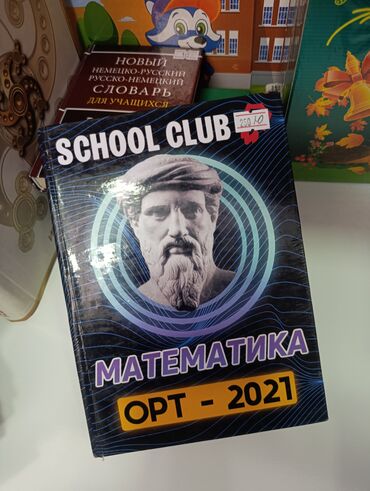 НОВЫЙ
НЕМЕЦКО-РУССКИЙ
РУССКО-НЕМЕЦКИЙ
СЛОВАРЬ
ДЛЯ УЧАЩИХСЯ
SCHOOL CLUB
МАТЕМАТИКА
ОРТ - 2021